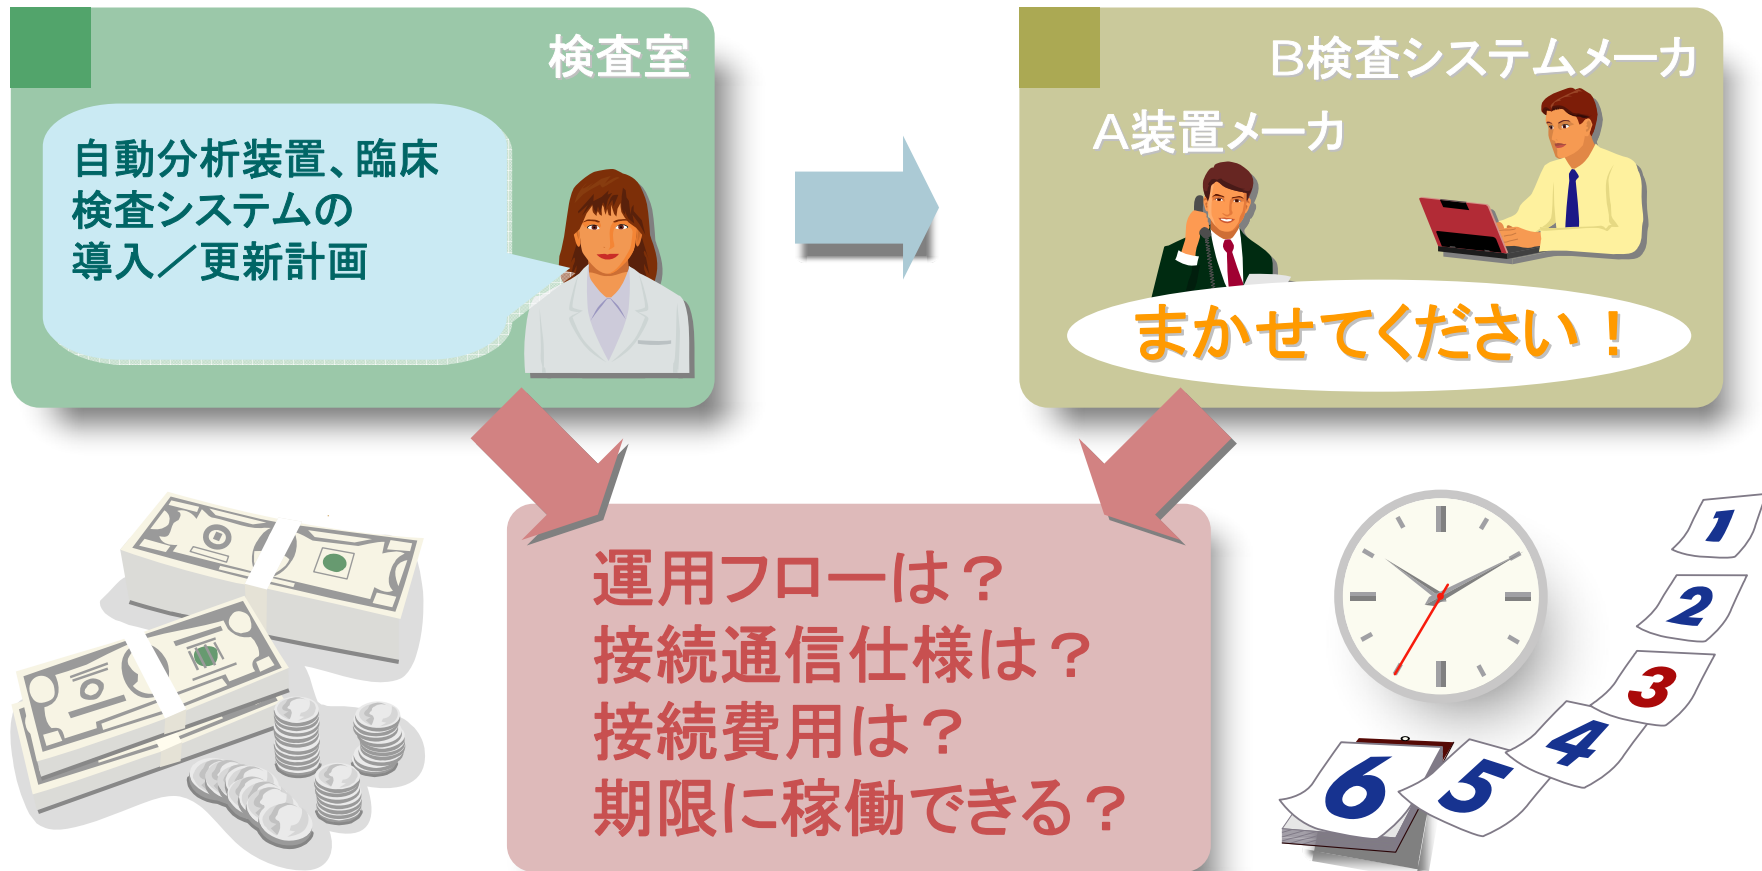 検査室
自動分析装置、臨床
検査システムの
導入／更新計画
B検査システムメーカ
A装置メーカ
まかせてください！
運用フローは？
接続通信仕様は？
接続費用は？
期限に稼働できる？
1
2
3
4
5
6